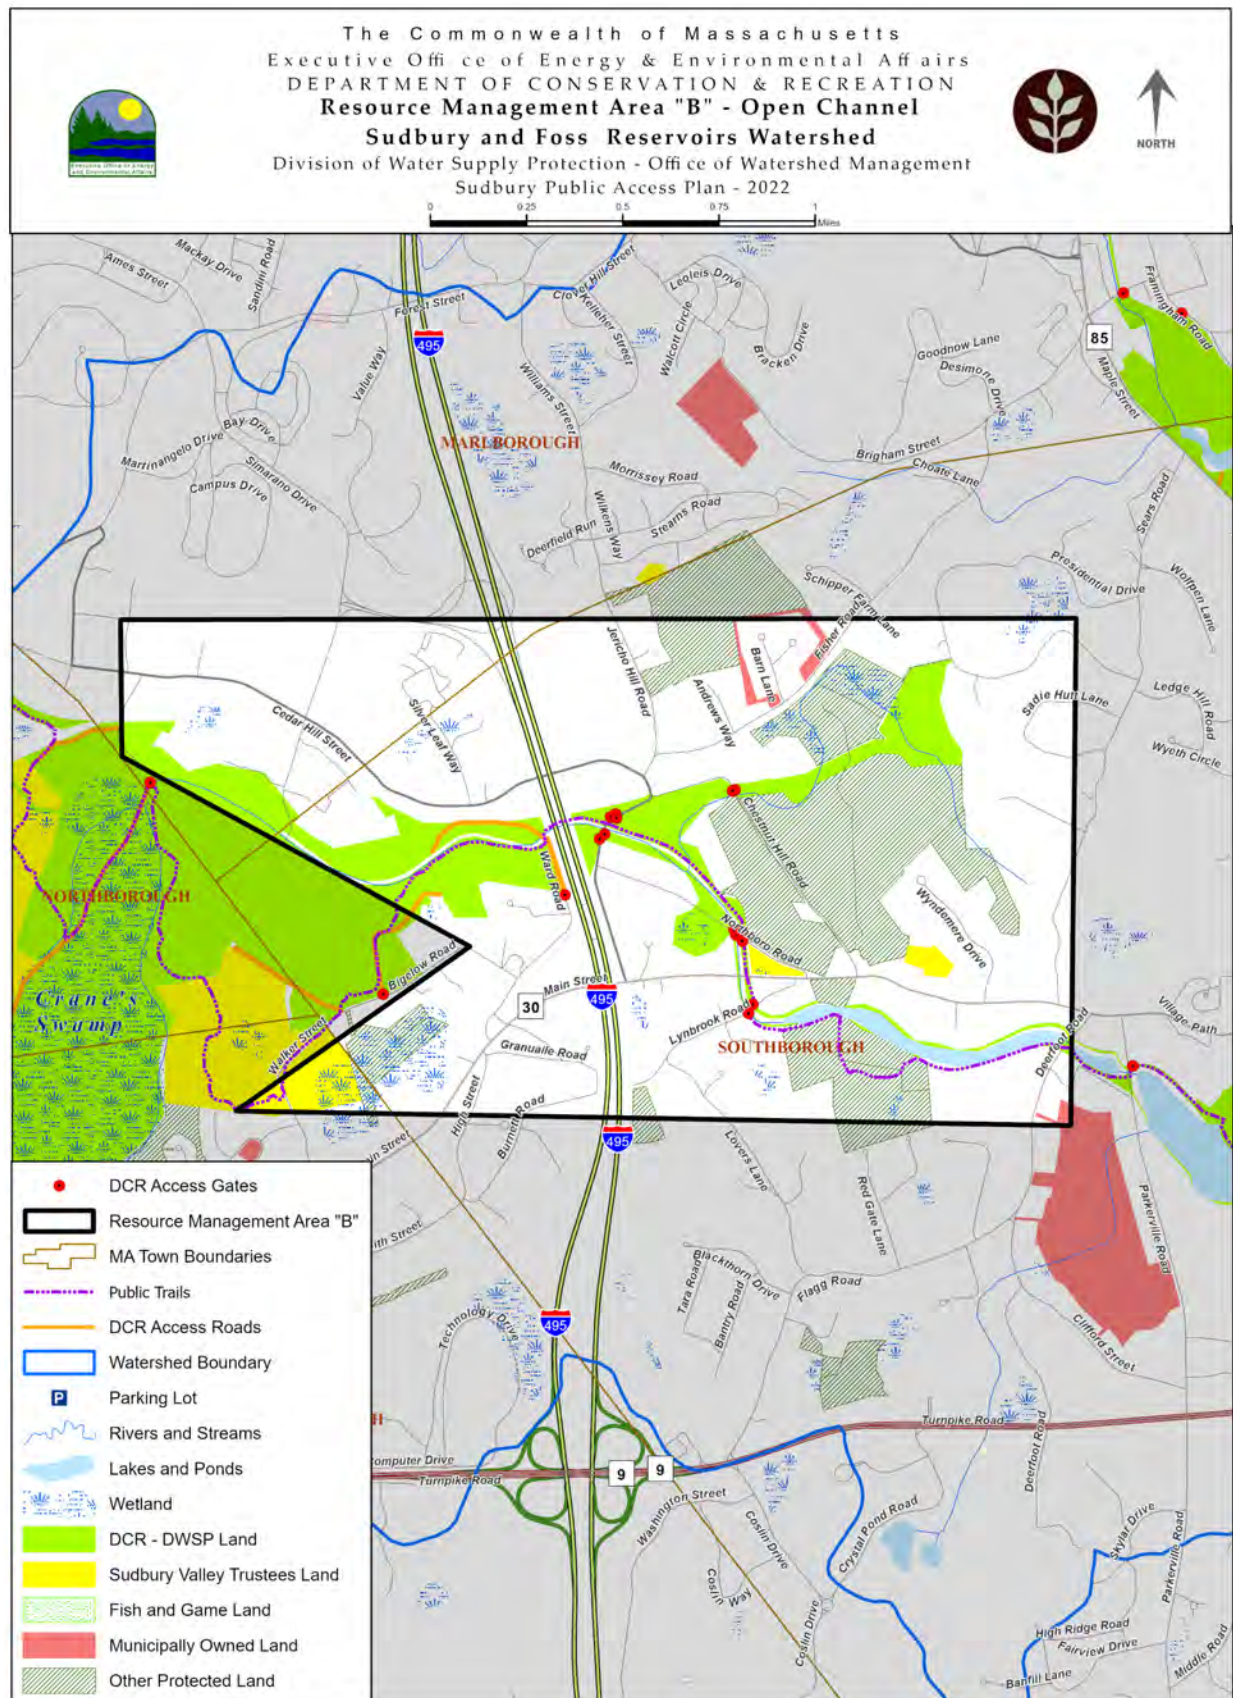 The Commonwealth of Massachusetts
Executive Offi ce of Energy & Environmental Affairs
DEPARTMENT OF CONSERVATION & RECREATION
Resource Management Area "B" - Open Channel
Sudbury and Foss Reservoirs Watershed
Division of Water Supply Protection - Office of Watershed Management
Sudbury Public Access Plan - 2022
Executive Office of Energy
and Environmental Affairs
NORTH
0 0.25 0.5 0.75 1
Miles
Ames Street
Mackay Drive
Sandini Road
Forest Street
Clover Hill Street
Kelleher Street
Leoleis Drive
Walcott Circle
Bracken Drive
Framingham Road
85
Maple Street
495
Value Way
Williams Street
Goodnow Lane
Desimone Drive
MARLBOROUGH
Martinangelo Drive
Bay Drive
Simarano Drive
Campus Drive
Brigham Street
Choate Lane
Morrissey Road
Stearns Road
Deerfield Run
Wilkens Way
Sears Road
Presidential Drive
Wolfpen Lane
Schipper Farm Lane
Fisher Road
Jericho Hill Road
Barn Lane
Andrews Way
Cedar Hill Street
Silver Leaf Way
Sadie Hutt Lane
Ledge Hill Road
Wyeth Circle
Chestnut Hill Road
Ward Road
NORTHBOROUGH
Wyndemere Drive
Northboro Road
Bigelow Road
Main Street
30
495
Crane's
Swamp
Walker Street
Lynbrook Road
SOUTHBOROUGH
Deerfoot Road
Village Path
Granuaile Road
High Street
Burnett Road
495
Lovers Lane
Red Gate Lane
Parkerville Road
Blackthorn Drive
Tara Road
Bantry Road
Flagg Road
Clifford Street
Technology Drive
495
Turnpike Road
Computer Drive
Turnpike Road
9
9
Washington Street
Coslin Drive
Crystal Pond Road
Deerfoot Road
Skylar Drive
Parkerville Road
Coslin Way
Coslin Drive
High Ridge Road
Fairview Drive
Banfill Lane
Middle Road
DCR Access Gates
Resource Management Area "B"
MA Town Boundaries
Public Trails
DCR Access Roads
Watershed Boundary
P
Parking Lot
Rivers and Streams
Lakes and Ponds
Wetland
DCR - DWSP Land
Sudbury Valley Trustees Land
Fish and Game Land
Municipally Owned Land
Other Protected Land